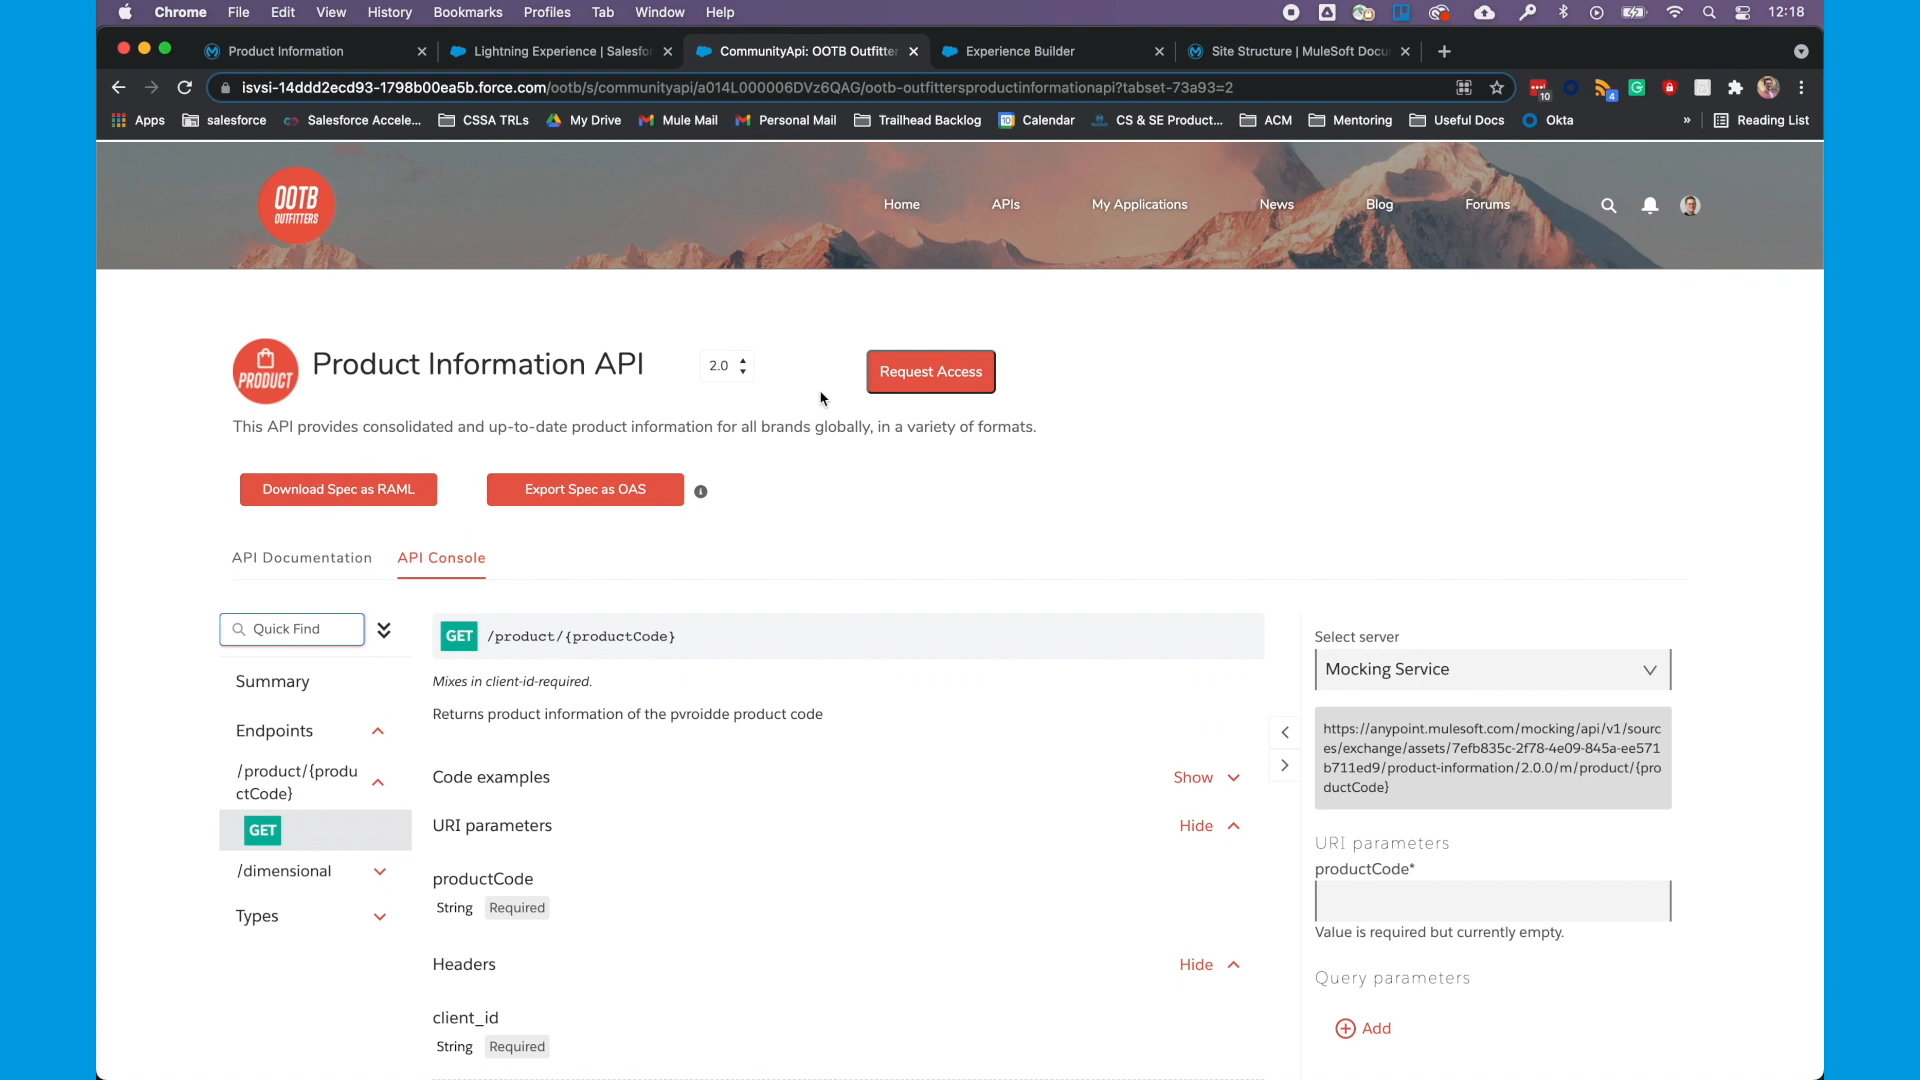 Chrome File Edit View History Bookmarks Profiles Tab Window Help 12:18
Product Information
Lightning Experience | Salesfo
CommunityApi: OOTB Outfitter
Experience Builder
Site Structure | MuleSoft Docu
isvsi-14ddd2ecd93-1798b00ea5b.force.com/ootb/s/communityapi/a014L000006DVz6QAG/ootb-outfittersproductinformationapi?tabset-73a93=2
10
4
Apps salesforce Salesforce Accele... CSSA TRLs My Drive Mule Mail Personal Mail Trailhead Backlog Calendar CS & SE Product... ACM Mentoring Useful Docs Okta » Reading List
OOTB
OUTFITTERS
Home APIs My Applications News Blog Forums
PRODUCT
Product Information API
2.0
Request Access
This API provides consolidated and up-to-date product information for all brands globally, in a variety of formats.
Download Spec as RAML
Export Spec as OAS
API Documentation API Console
Quick Find
Summary
Endpoints
/product/{produ
ctCode}
GET
/dimensional
Types
GET /product/{productCode}
Mixes in client-id-required.
Returns product information of the pvroidde product code
Code examples Show
URI parameters Hide
productCode
String Required
Headers Hide
client_id
String Required
Select server
Mocking Service
https://anypoint.mulesoft.com/mocking/api/v1/sourc
es/exchange/assets/7efb835c-2f78-4e09-845a-ee571
b711ed9/product-information/2.0.0/m/product/{pro
ductCode}
URI parameters
productCode*
Value is required but currently empty.
Query parameters
Add